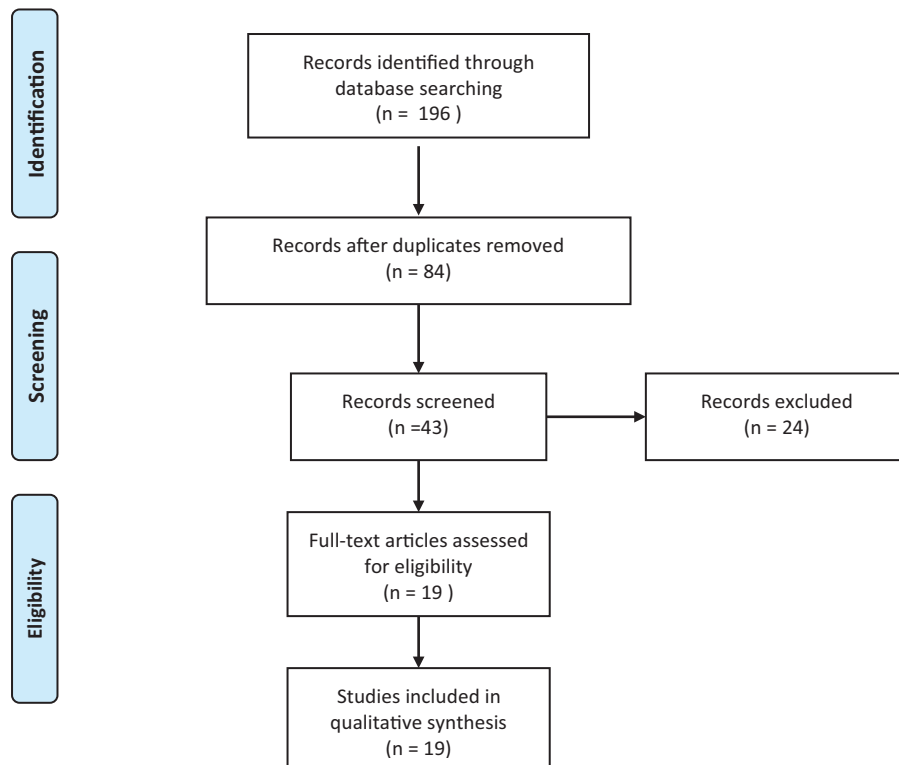 Identification
Records identified through
database searching
(n = 196 )
Records after duplicates removed
(n = 84)
Screening
Records screened
(n =43)
Records excluded
(n = 24)
Eligibility
Full-text articles assessed
for eligibility
(n = 19 )
Studies included in
qualitative synthesis
(n = 19)